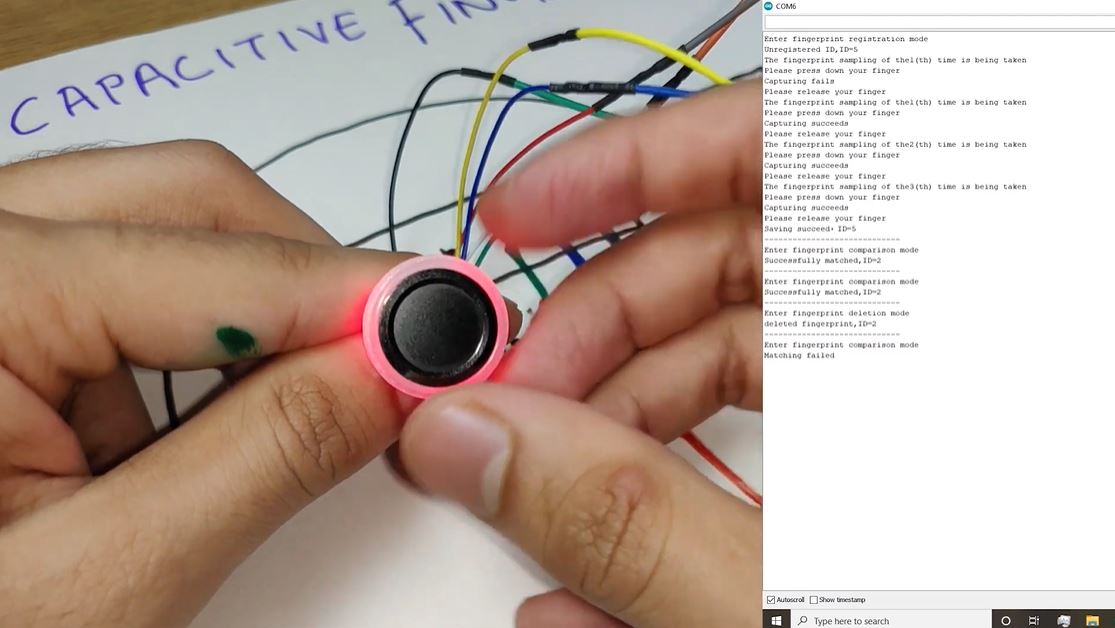 CAPACITIVE FIN
COM6
Enter fingerprint registration mode
Unregistered ID,ID=5
The fingerprint sampling of the1(th) time is being taken
Please press down your finger
Capturing fails
Please release your finger
The fingerprint sampling of the1(th) time is being taken
Please press down your finger
Capturing succeeds
Please release your finger
The fingerprint sampling of the2(th) time is being taken
Please press down your finger
Capturing succeeds
Please release your finger
The fingerprint sampling of the3(th) time is being taken
Please press down your finger
Capturing succeeds
Please release your finger
Saving succeed, ID=5
-----------------------------
Enter fingerprint comparison mode
Successfully matched,ID=2
-----------------------------
Enter fingerprint comparison mode
Successfully matched,ID=2
-----------------------------
Enter fingerprint deletion mode
deleted fingerprint,ID=2
-----------------------------
Enter fingerprint comparison mode
Matching failed
Autoscroll Show timestamp
Type here to search